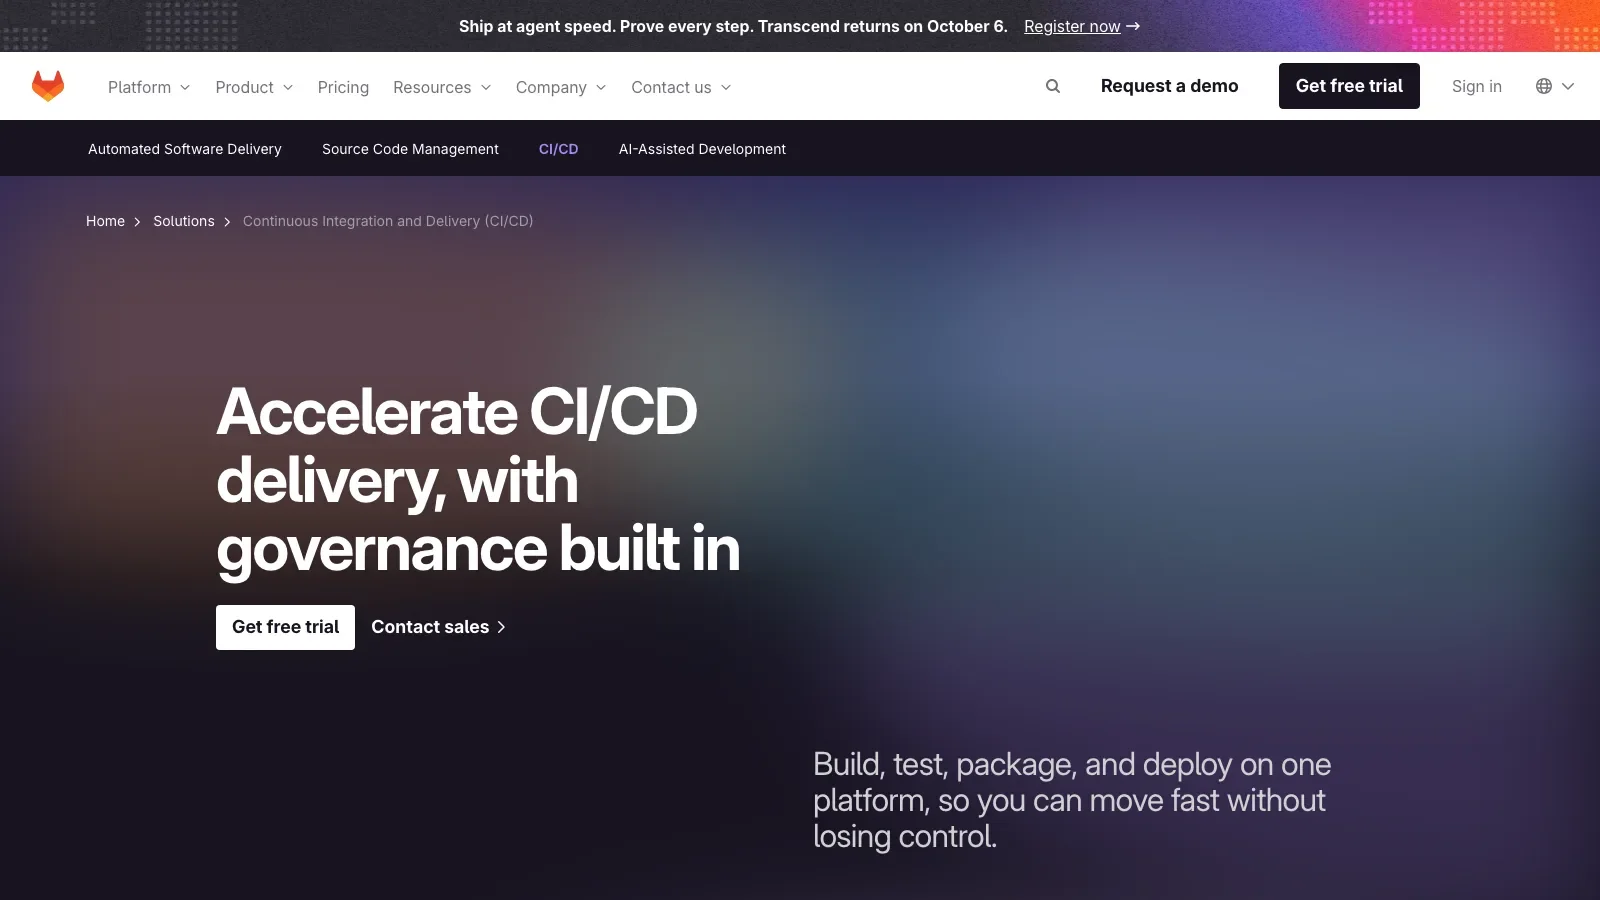 Ship at agent speed. Prove every step. Transcend returns on October 6. Register now →
Platform Product Pricing Resources Company Contact us Request a demo Get free trial Sign in
Automated Software Delivery Source Code Management CI/CD AI-Assisted Development
Home Solutions Continuous Integration and Delivery (CI/CD)
Accelerate CI/CD
delivery, with
governance built in
Get free trial Contact sales
Build, test, package, and deploy on one
platform, so you can move fast without
losing control.